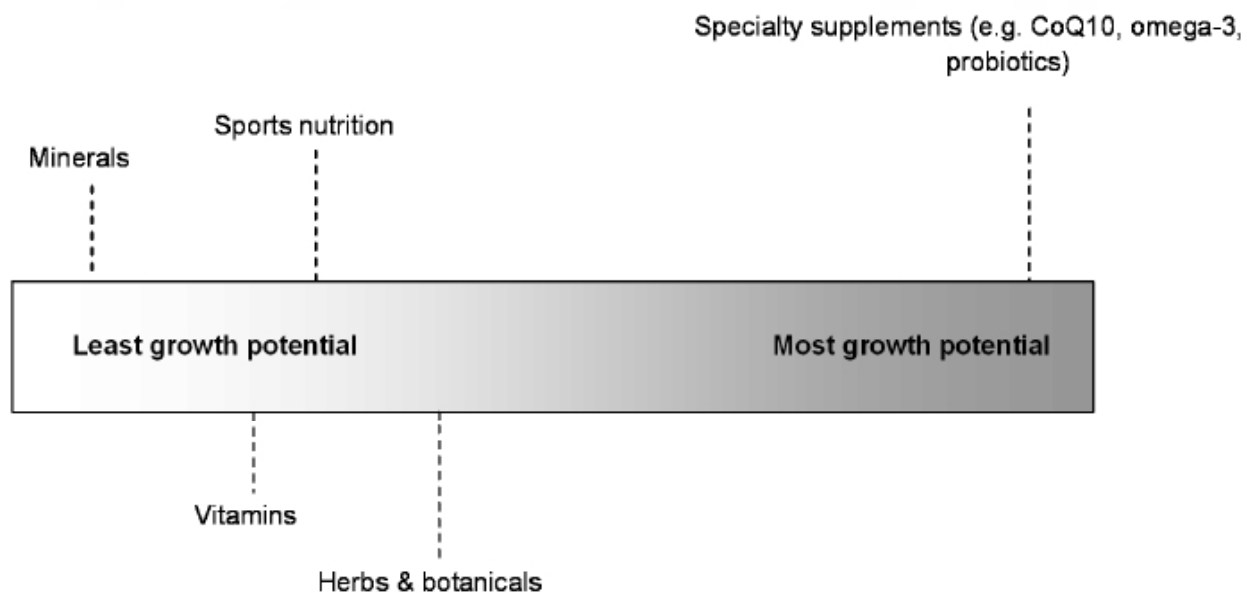 Specialty supplements (e.g. CoQ10, omega-3,
probiotics)
Sports nutrition
Minerals
Least growth potential
Most growth potential
Vitamins
Herbs & botanicals